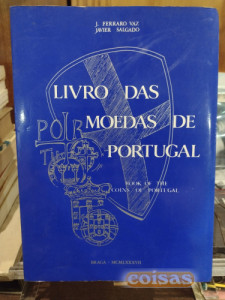 J. FERRARO VAZ
JAVIER SALGADO
LIVRO DAS
MOEDAS DE
PORTUGAL
BOOK OF THE
COINS OF PORTUGAL
coisas